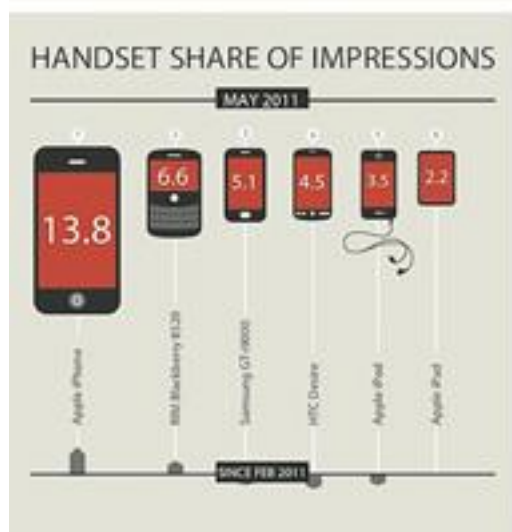 HANDSET SHARE OF IMPRESSIONS
MAY 2011
13.8
6.6
5.1
4.5
3.5
2.2
Apple iPhone
RIM Blackberry 8520
Samsung GT-i9000
HTC Desire
Apple iPod
Apple iPad
SINCE FEB 2011